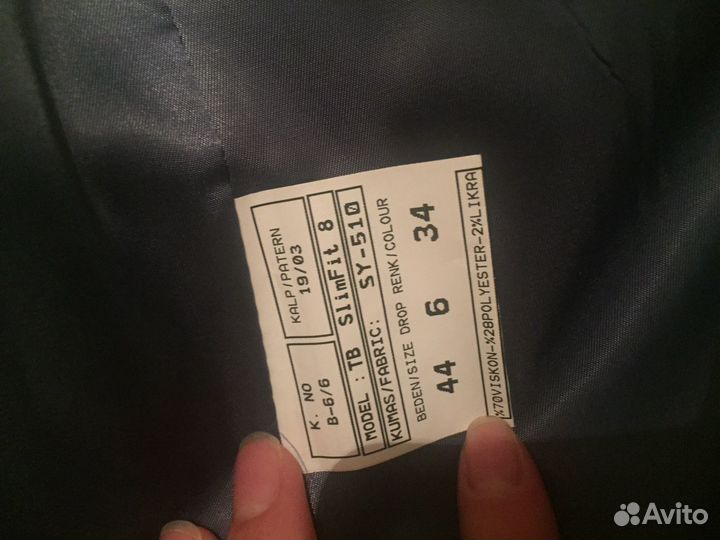 K. NO KALP/PATERN
B-6/6 19/03
MODEL : TB SlimFit 8
KUMAS/FABRIC: SY-510
BEDEN/SIZE DROP RENK/COLOUR
44 6 34
%70VISKON-%28POLYESTER-2%LIKRA
Avito